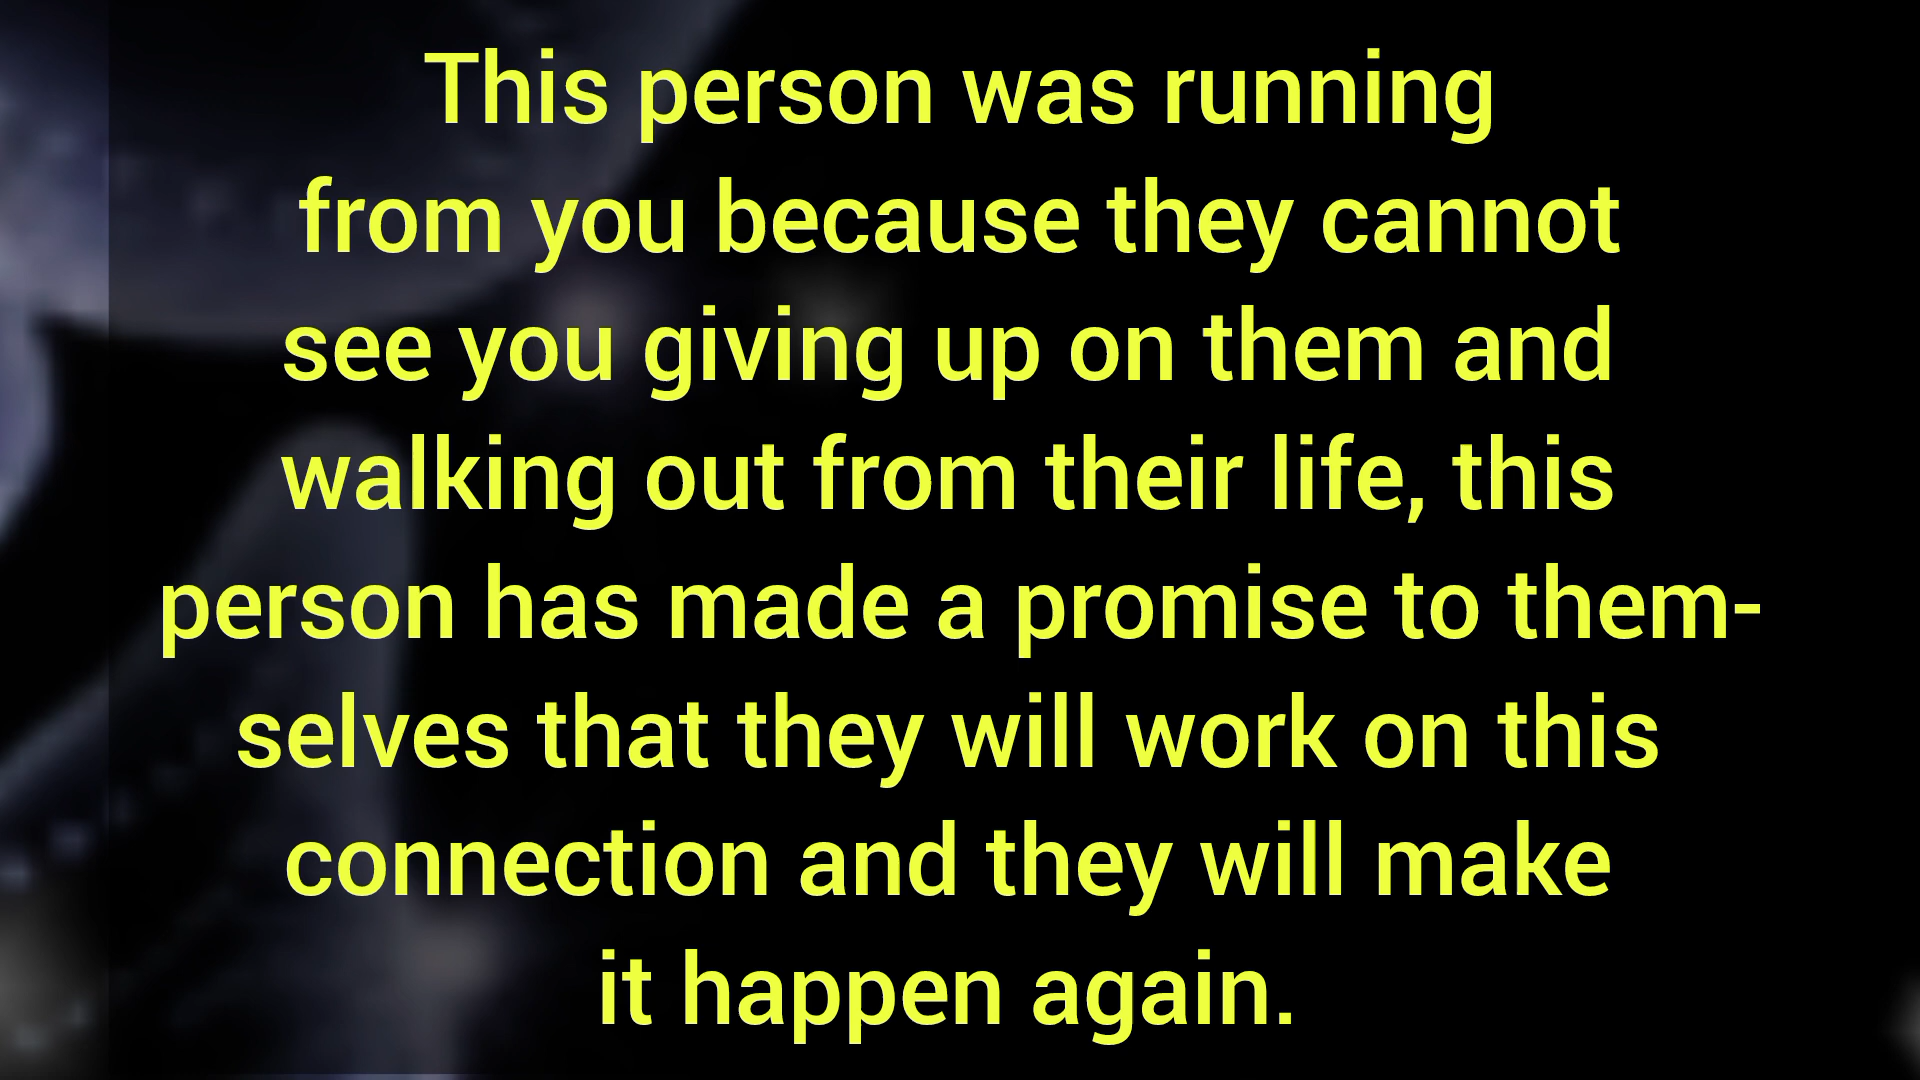 This person was running
from you because they cannot
see you giving up on them and
walking out from their life, this
person has made a promise to them-
selves that they will work on this
connection and they will make
it happen again.